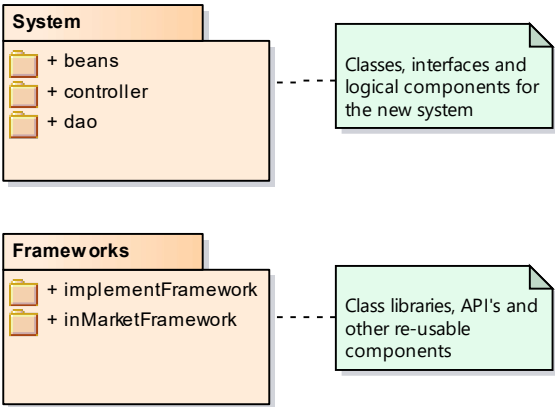 System
+ beans
+ controller
+ dao
Classes, interfaces and
logical components for
the new system
Frameworks
+ implementFramework
+ inMarketFramework
Class libraries, API's and
other re-usable
components